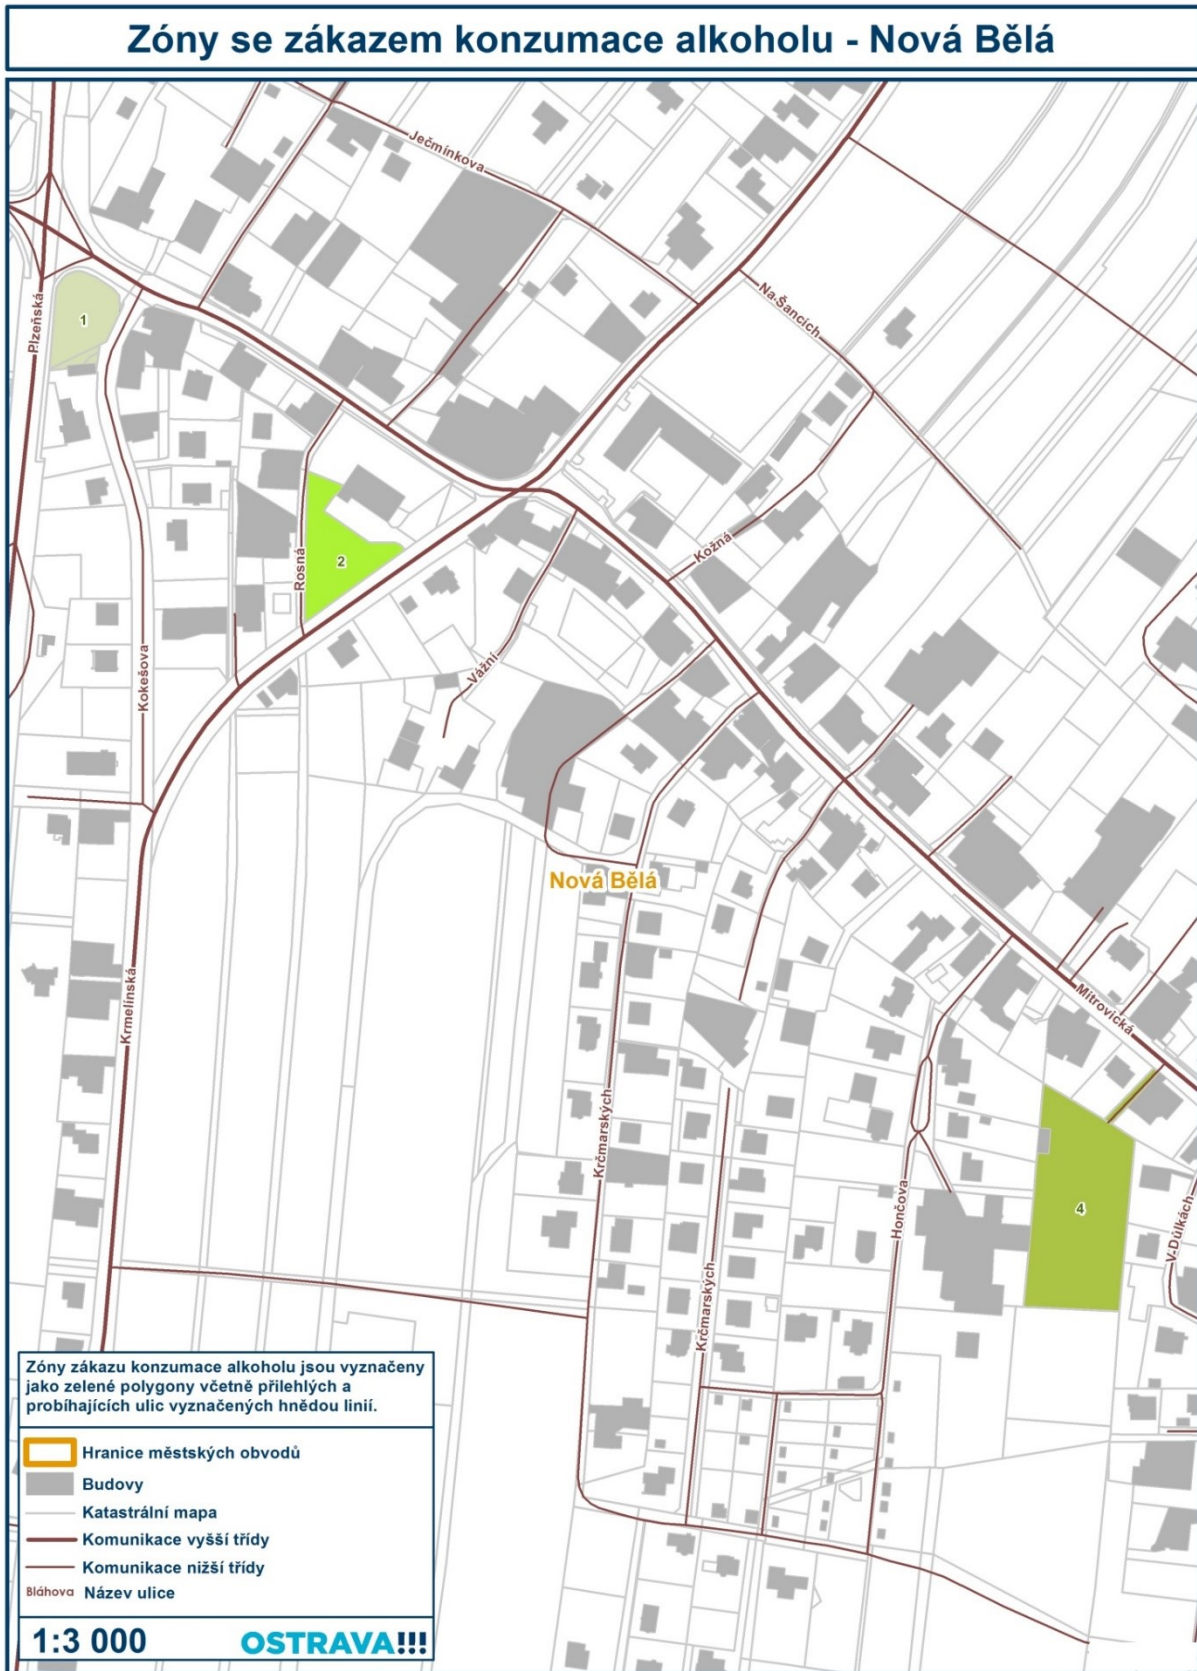 Zóny se zákazem konzumace alkoholu - Nová Bělá
Ječmínkova
Na Šancích
Plzeňská
1
Kožná
Rosná
2
Vážní
Kokešova
Nová Bělá
Krmelínská
Mitrovická
Krčmarských
Hončova
4
V Důlkách
Krčmarských
Zóny zákazu konzumace alkoholu jsou vyznačeny
jako zelené polygony včetně přilehlých a
probíhajících ulic vyznačených hnědou linií.
Hranice městských obvodů
Budovy
Katastrální mapa
Komunikace vyšší třídy
Komunikace nižší třídy
Bláhova Název ulice
1:3 000 OSTRAVA!!!